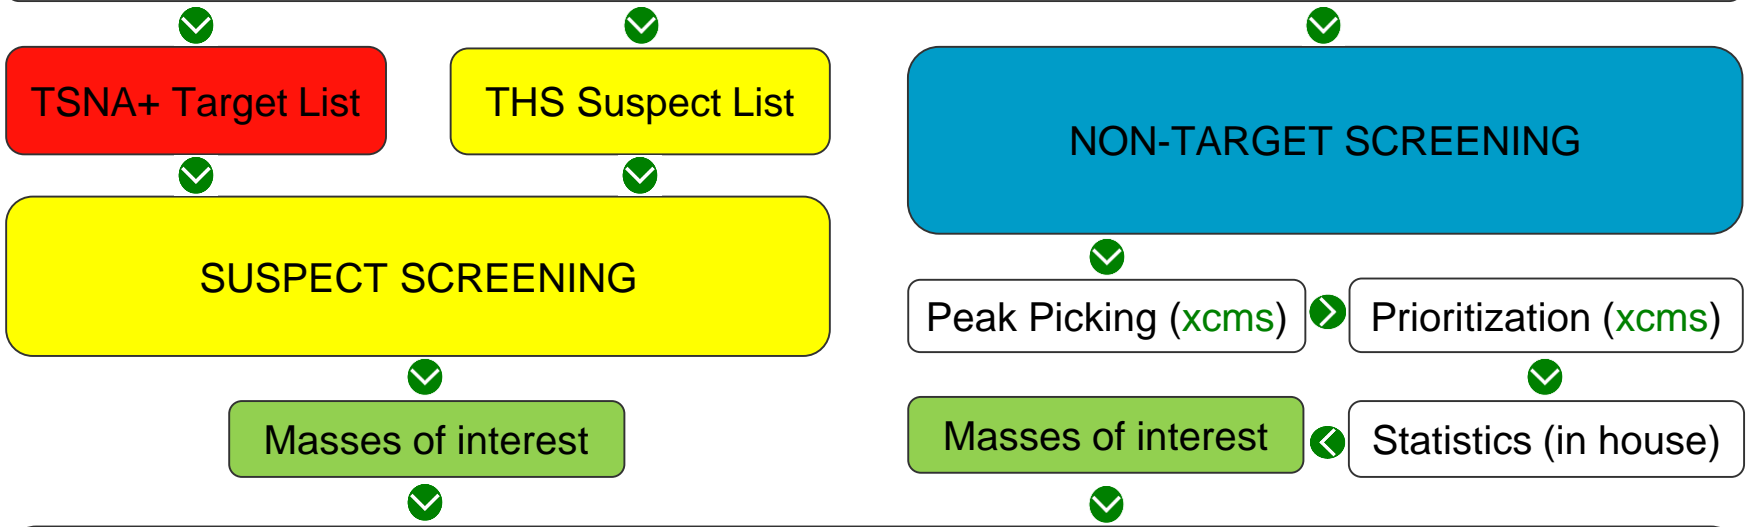 TSNA+ Target List
THS Suspect List
NON-TARGET SCREENING
SUSPECT SCREENING
Peak Picking (xcms)
Prioritization (xcms)
Masses of interest
Masses of interest
Statistics (in house)